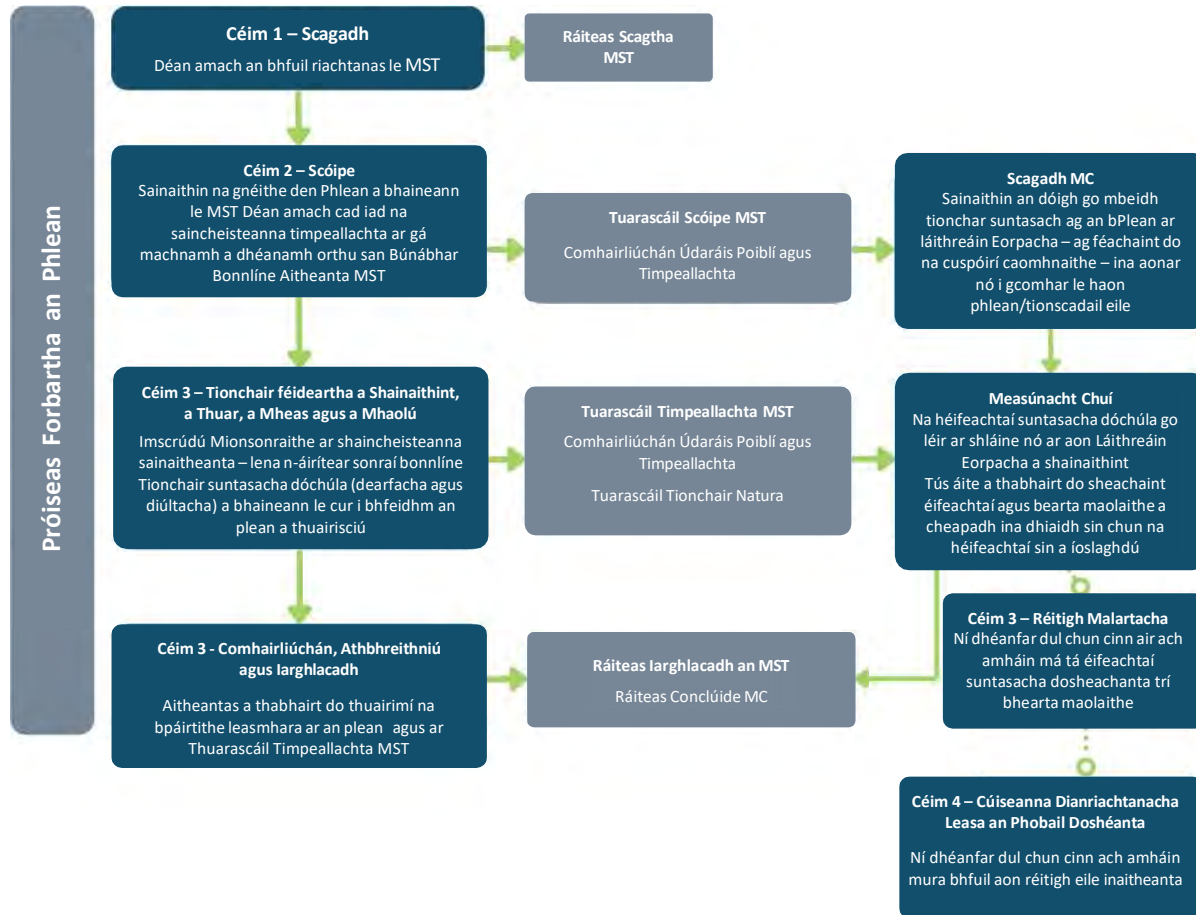 Próiseas Forbartha an Phlean
Céim 1 – Scagadh
Déan amach an bhfuil riachtanas le MST
Ráiteas Scagtha
MST
Céim 2 – Scóipe
Sainaithin na gnéithe den Phlean a bhaineann
le MST Déan amach cad iad na
saincheisteanna timpeallachta ar gá
machnamh a dhéanamh orthu san Búnábhar
Bonnlíne Aitheanta MST
Tuarascáil Scóipe MST
Comhairliúchán Údaráis Poiblí agus
Timpeallachta
Scagadh MC
Sainaithin an dóigh go mbeidh
tionchar suntasach ag an bPlean ar
láithreáin Eorpacha – ag féachaint do
na cuspóirí caomhnaithe – ina aonar
nó i gcomhar le haon
phlean/tionscadail eile
Céim 3 – Tionchair féideartha a Shainaithint,
a Thuar, a Mheas agus a Mhaolú
Imscrúdú Mionsonraithe ar shaincheisteanna
sainaitheanta – lena n-áirítear sonraí bonnlíne
Tionchair suntasacha dóchúla (dearfacha agus
diúltacha) a bhaineann le cur i bhfeidhm an
plean a thuairisciú
Tuarascáil Timpeallachta MST
Comhairliúchán Údaráis Poiblí agus
Timpeallachta
Tuarascáil Tionchair Natura
Measúnacht Chuí
Na héifeachtaí suntasacha dóchúla go
léir ar shláine nó ar aon Láithreáin
Eorpacha a shainaithint
Tús áite a thabhairt do sheachaint
éifeachtaí agus bearta maolaithe a
cheapadh ina dhiaidh sin chun na
héifeachtaí sin a íoslaghdú
Céim 3 - Comhairliúchán, Athbhreithniú
agus Iarghlacadh
Aitheantas a thabhairt do thuairimí na
bpáirtithe leasmhara ar an plean agus ar
Thuarascáil Timpeallachta MST
Ráiteas Iarghlacadh an MST
Ráiteas Conclúide MC
Céim 3 – Réitigh Malartacha
Ní dhéanfar dul chun cinn air ach
amháin má tá éifeachtaí
suntasacha dosheachanta trí
bhearta maolaithe
Céim 4 – Cúiseanna Dianriachtanacha
Leasa an Phobail Doshéanta
Ní dhéanfar dul chun cinn ach amháin
mura bhfuil aon réitigh eile inaitheanta